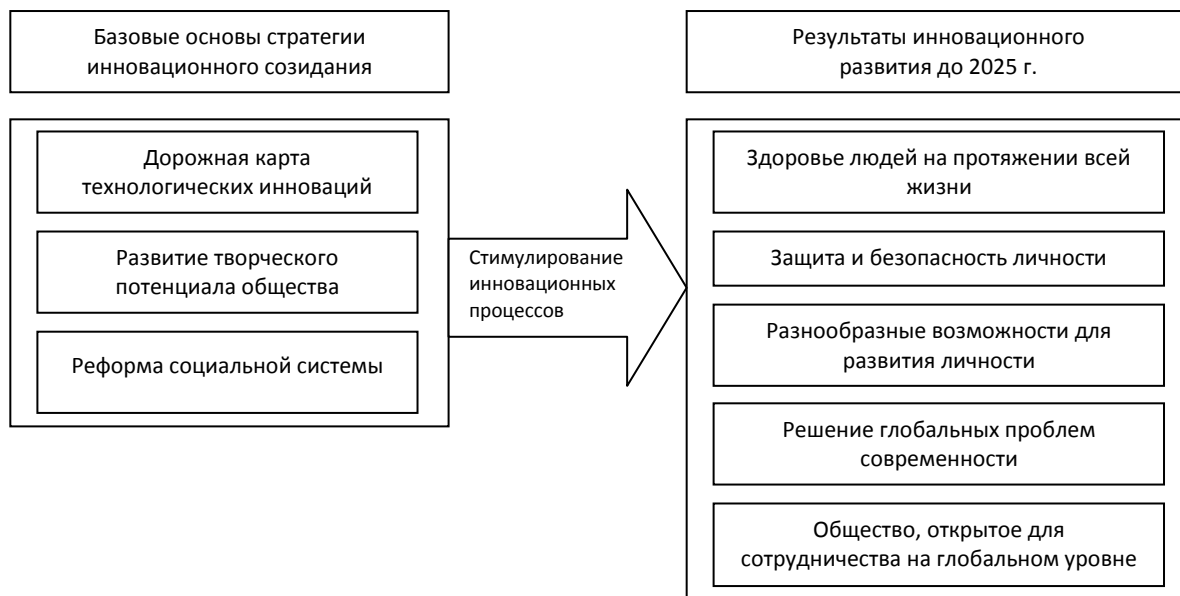 Базовые основы стратегии
инновационного созидания
Дорожная карта
технологических инноваций
Развитие творческого
потенциала общества
Реформа социальной системы
Стимулирование
инновационных
процессов
Результаты инновационного
развития до 2025 г.
Здоровье людей на протяжении всей
жизни
Защита и безопасность личности
Разнообразные возможности для
развития личности
Решение глобальных проблем
современности
Общество, открытое для
сотрудничества на глобальном уровне